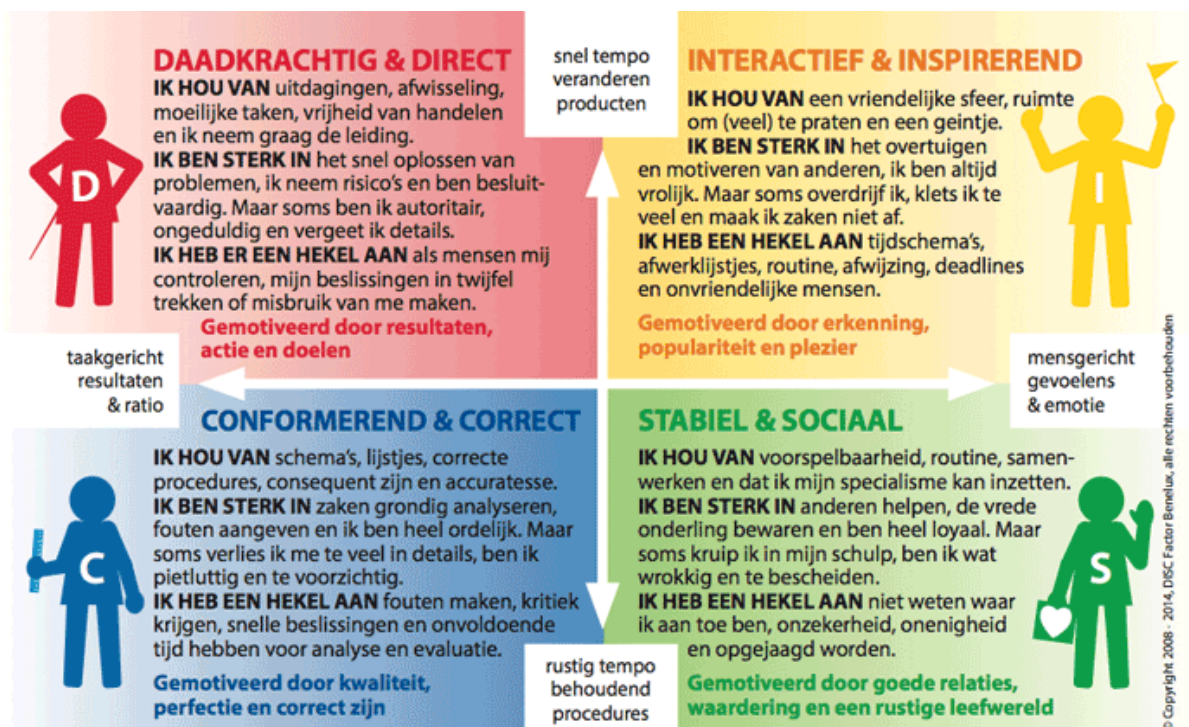 DAADKRACHTIG & DIRECT
IK HOU VAN uitdagingen, afwisseling,
moeilijke taken, vrijheid van handelen
en ik neem graag de leiding.
IK BEN STERK IN het snel oplossen van
problemen, ik neem risico's en ben besluit-
vaardig. Maar soms ben ik autoritair,
ongeduldig en vergeet ik details.
IK HEB ER EEN HEKEL AAN als mensen mij
controleren, mijn beslissingen in twijfel
trekken of misbruik van me maken.
Gemotiveerd door resultaten,
actie en doelen
D
snel tempo
veranderen
producten
INTERACTIEF & INSPIREREND
IK HOU VAN een vriendelijke sfeer, ruimte
om (veel) te praten en een geintje.
IK BEN STERK IN het overtuigen
en motiveren van anderen, ik ben altijd
vrolijk. Maar soms overdrijf ik, klets ik te
veel en maak ik zaken niet af.
IK HEB EEN HEKEL AAN tijdschema's,
afwerklijstjes, routine, afwijzing, deadlines
en onvriendelijke mensen.
Gemotiveerd door erkenning,
populariteit en plezier
I
taakgericht
resultaten
& ratio
mensgericht
gevoelens
& emotie
CONFORMEREND & CORRECT
IK HOU VAN schema's, lijstjes, correcte
procedures, consequent zijn en accuratesse.
IK BEN STERK IN zaken grondig analyseren,
fouten aangeven en ik ben heel ordelijk. Maar
soms verlies ik me te veel in details, ben ik
pietluttig en te voorzichtig.
IK HEB EEN HEKEL AAN fouten maken, kritiek
krijgen, snelle beslissingen en onvoldoende
tijd hebben voor analyse en evaluatie.
Gemotiveerd door kwaliteit,
perfectie en correct zijn
C
rustig tempo
behoudend
procedures
STABIEL & SOCIAAL
IK HOU VAN voorspelbaarheid, routine, samen-
werken en dat ik mijn specialisme kan inzetten.
IK BEN STERK IN anderen helpen, de vrede
onderling bewaren en ben heel loyaal. Maar
soms kruip ik in mijn schulp, ben ik wat
wrokkig en te bescheiden.
IK HEB EEN HEKEL AAN niet weten waar
ik aan toe ben, onzekerheid, onenigheid
en opgejaagd worden.
Gemotiveerd door goede relaties,
waardering en een rustige leefwereld
S
© Copyright 2008 - 2014, DISC Factor Benelux, alle rechten voorbehouden